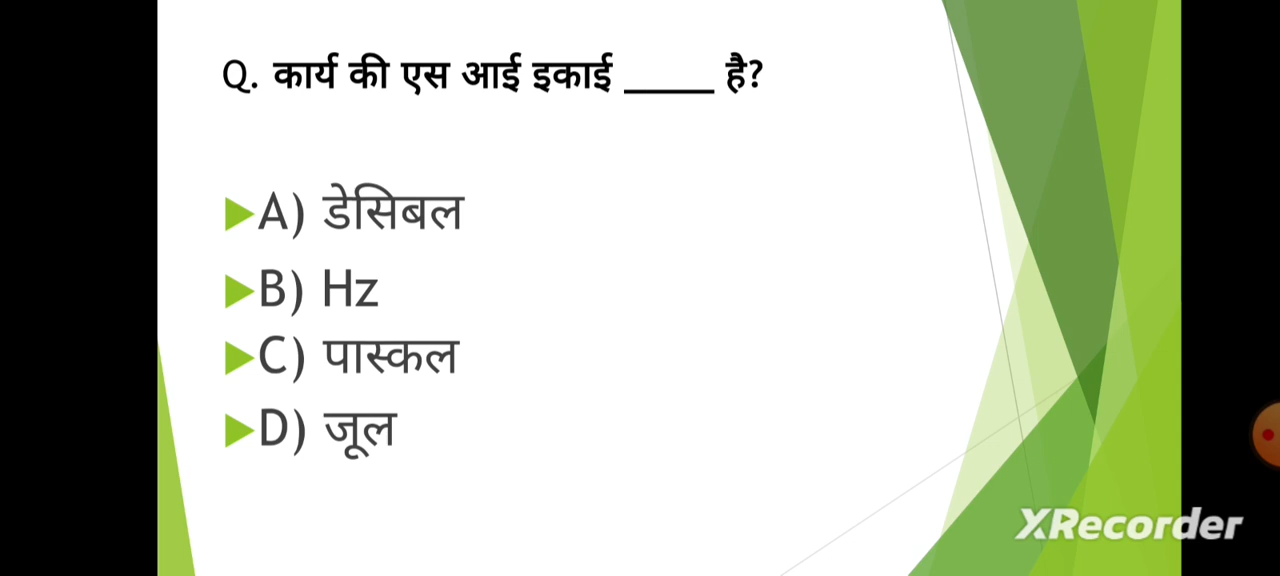 Q. कार्य की एस आई इकाई _____ है?
A) डेसिबल
B) Hz
C) पास्कल
D) जूल
XRecorder